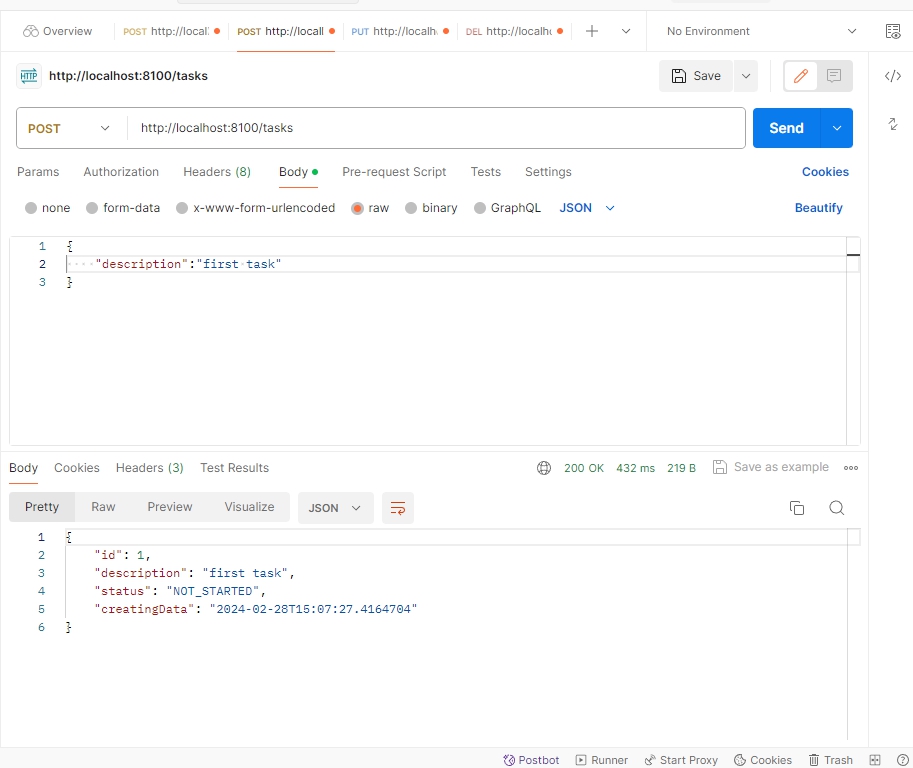 Overview POST http://local POST http://locall PUT http://localh DEL http://localhc No Environment
HTTP http://localhost:8100/tasks Save
POST http://localhost:8100/tasks Send
Params Authorization Headers (8) Body Pre-request Script Tests Settings Cookies
none form-data x-www-form-urlencoded raw binary GraphQL JSON Beautify
1 {
2 ····"description":"first·task"
3 }
Body Cookies Headers (3) Test Results 200 OK 432 ms 219 B Save as example
Pretty Raw Preview Visualize JSON
1 {
2 "id": 1,
3 "description": "first task",
4 "status": "NOT_STARTED",
5 "creatingData": "2024-02-28T15:07:27.4164704"
6 }
Postbot Runner Start Proxy Cookies Trash